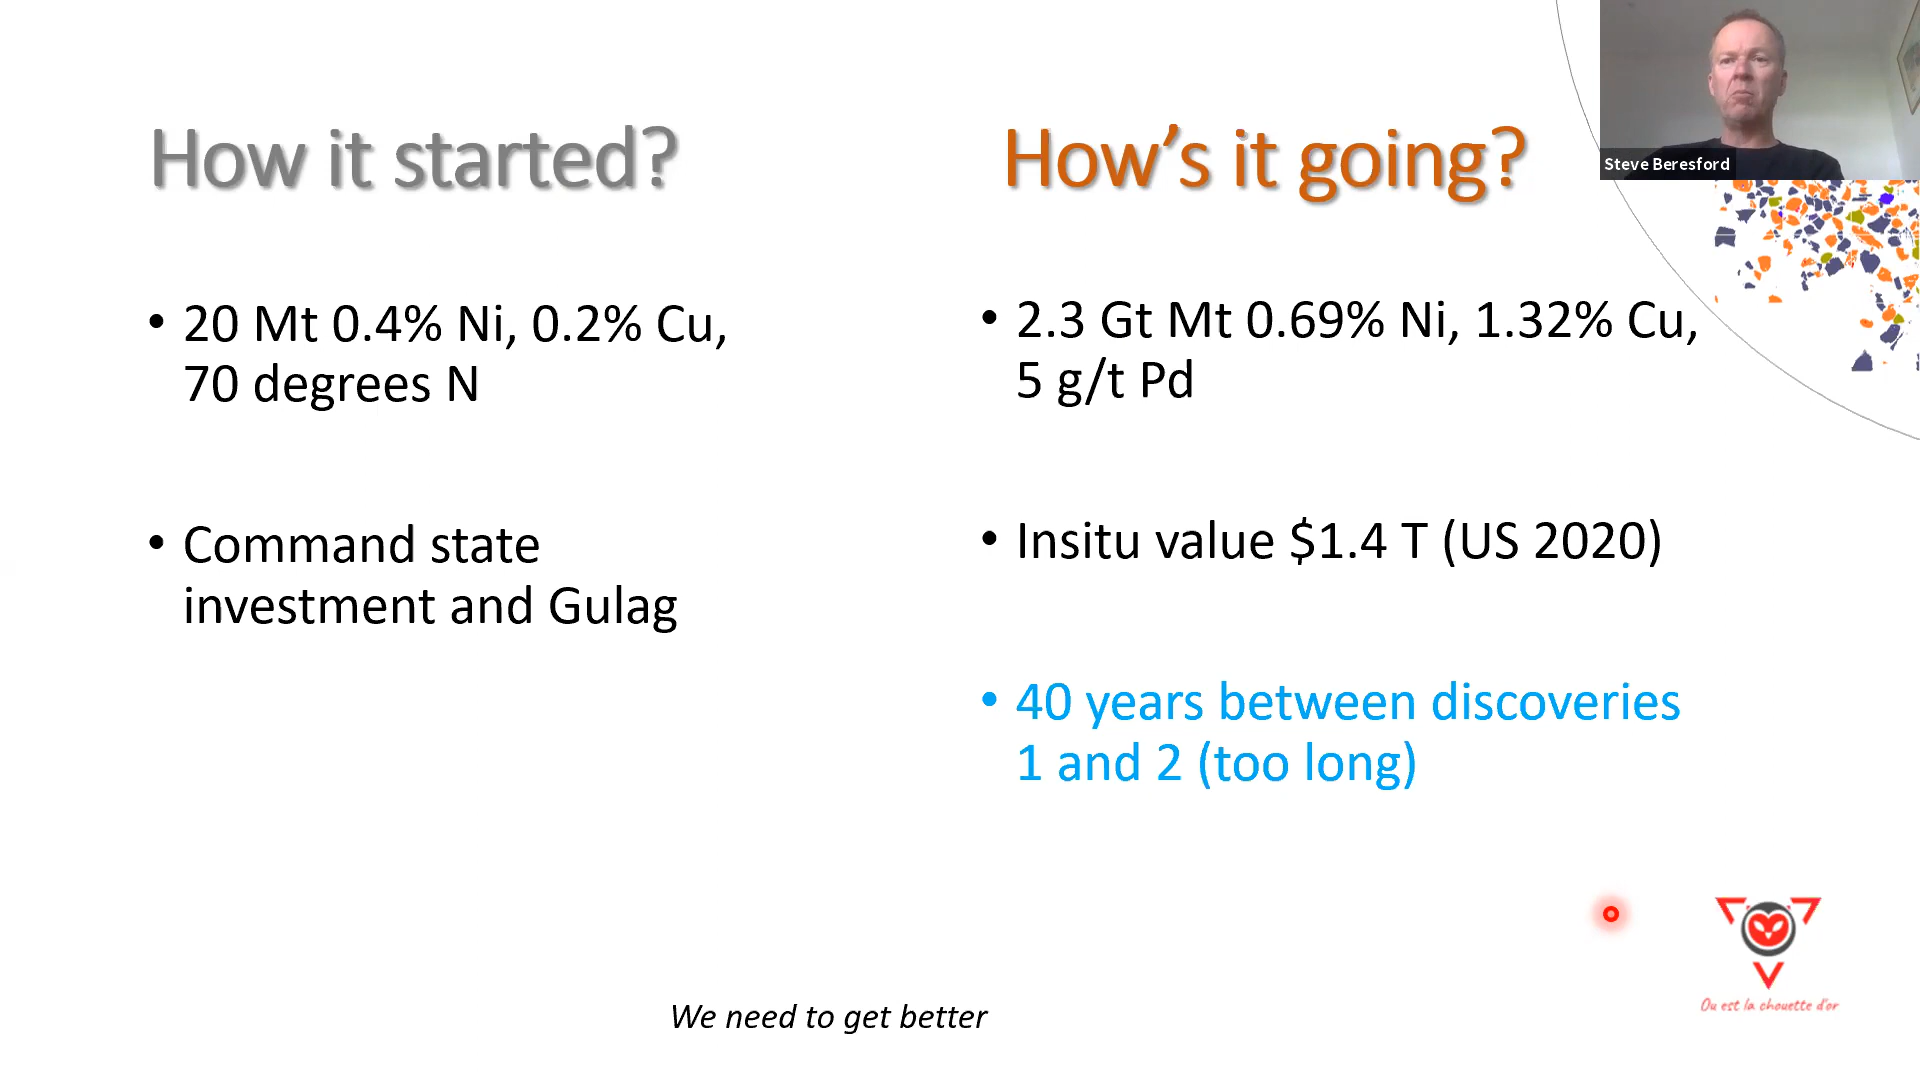 How it started?
• 20 Mt 0.4% Ni, 0.2% Cu,
70 degrees N
• Command state
investment and Gulag
How's it going?
• 2.3 Gt Mt 0.69% Ni, 1.32% Cu,
5 g/t Pd
• Insitu value $1.4 T (US 2020)
• 40 years between discoveries
1 and 2 (too long)
Steve Beresford
We need to get better
Ou est la chouette d'or